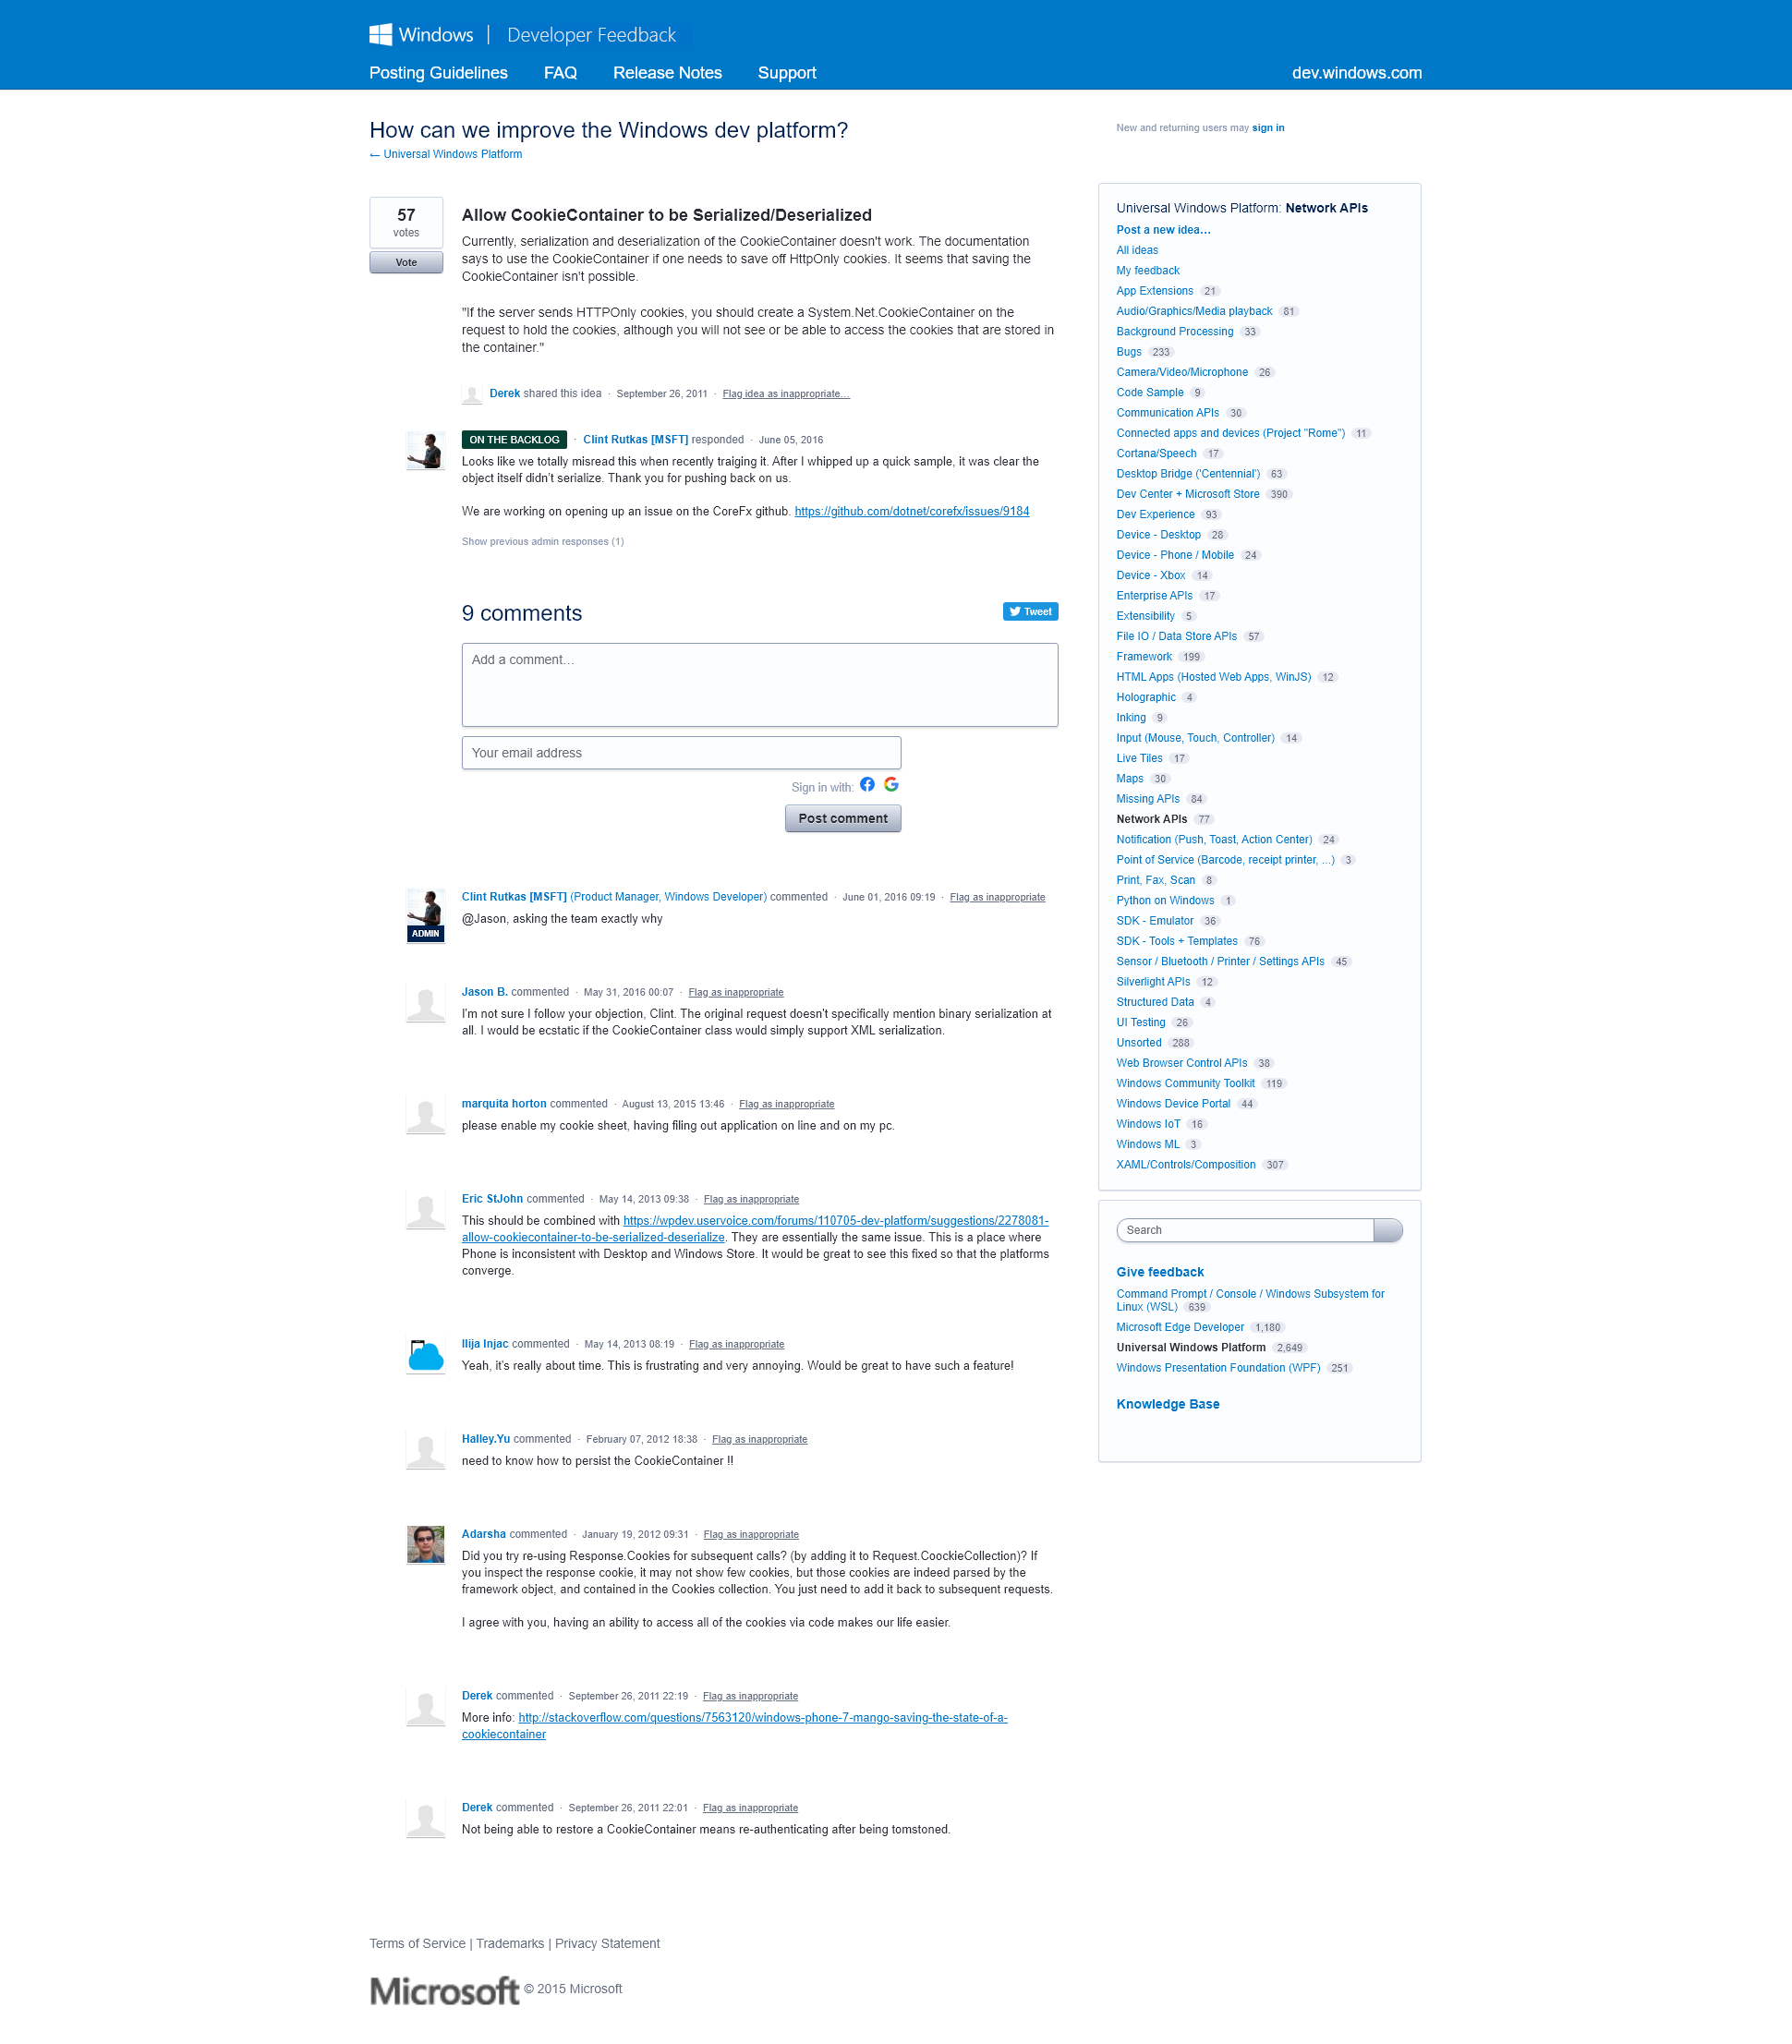 Windows | Developer Feedback
Posting Guidelines FAQ Release Notes Support dev.windows.com
How can we improve the Windows dev platform?
← Universal Windows Platform
New and returning users may sign in
57
votes
Vote
Allow CookieContainer to be Serialized/Deserialized
Currently, serialization and deserialization of the CookieContainer doesn't work. The documentation
says to use the CookieContainer if one needs to save off HttpOnly cookies. It seems that saving the
CookieContainer isn't possible.
"If the server sends HTTPOnly cookies, you should create a System.Net.CookieContainer on the
request to hold the cookies, although you will not see or be able to access the cookies that are stored in
the container."
Derek shared this idea · September 26, 2011 · Flag idea as inappropriate…
ON THE BACKLOG · Clint Rutkas [MSFT] responded · June 05, 2016
Looks like we totally misread this when recently traiging it. After I whipped up a quick sample, it was clear the
object itself didn't serialize. Thank you for pushing back on us.
We are working on opening up an issue on the CoreFx github. https://github.com/dotnet/corefx/issues/9184
Show previous admin responses (1)
9 comments
Tweet
Add a comment…
Your email address
Sign in with:
Post comment
Clint Rutkas [MSFT] (Product Manager, Windows Developer) commented · June 01, 2016 09:19 · Flag as inappropriate
@Jason, asking the team exactly why
ADMIN
Jason B. commented · May 31, 2016 00:07 · Flag as inappropriate
I'm not sure I follow your objection, Clint. The original request doesn't specifically mention binary serialization at
all. I would be ecstatic if the CookieContainer class would simply support XML serialization.
marquita horton commented · August 13, 2015 13:46 · Flag as inappropriate
please enable my cookie sheet, having filing out application on line and on my pc.
Eric StJohn commented · May 14, 2013 09:38 · Flag as inappropriate
This should be combined with https://wpdev.uservoice.com/forums/110705-dev-platform/suggestions/2278081-
allow-cookiecontainer-to-be-serialized-deserialize. They are essentially the same issue. This is a place where
Phone is inconsistent with Desktop and Windows Store. It would be great to see this fixed so that the platforms
converge.
Ilija Injac commented · May 14, 2013 08:19 · Flag as inappropriate
Yeah, it's really about time. This is frustrating and very annoying. Would be great to have such a feature!
Halley.Yu commented · February 07, 2012 18:38 · Flag as inappropriate
need to know how to persist the CookieContainer !!
Adarsha commented · January 19, 2012 09:31 · Flag as inappropriate
Did you try re-using Response.Cookies for subsequent calls? (by adding it to Request.CoockieCollection)? If
you inspect the response cookie, it may not show few cookies, but those cookies are indeed parsed by the
framework object, and contained in the Cookies collection. You just need to add it back to subsequent requests.
I agree with you, having an ability to access all of the cookies via code makes our life easier.
Derek commented · September 26, 2011 22:19 · Flag as inappropriate
More info: http://stackoverflow.com/questions/7563120/windows-phone-7-mango-saving-the-state-of-a-
cookiecontainer
Derek commented · September 26, 2011 22:01 · Flag as inappropriate
Not being able to restore a CookieContainer means re-authenticating after being tomstoned.
Universal Windows Platform: Network APIs
Post a new idea…
All ideas
My feedback
App Extensions 21
Audio/Graphics/Media playback 81
Background Processing 33
Bugs 233
Camera/Video/Microphone 26
Code Sample 9
Communication APIs 30
Connected apps and devices (Project "Rome") 11
Cortana/Speech 17
Desktop Bridge ('Centennial') 63
Dev Center + Microsoft Store 390
Dev Experience 93
Device - Desktop 28
Device - Phone / Mobile 24
Device - Xbox 14
Enterprise APIs 17
Extensibility 5
File IO / Data Store APIs 57
Framework 199
HTML Apps (Hosted Web Apps, WinJS) 12
Holographic 4
Inking 9
Input (Mouse, Touch, Controller) 14
Live Tiles 17
Maps 30
Missing APIs 84
Network APIs 77
Notification (Push, Toast, Action Center) 24
Point of Service (Barcode, receipt printer, ...) 3
Print, Fax, Scan 8
Python on Windows 1
SDK - Emulator 36
SDK - Tools + Templates 76
Sensor / Bluetooth / Printer / Settings APIs 45
Silverlight APIs 12
Structured Data 4
UI Testing 26
Unsorted 288
Web Browser Control APIs 38
Windows Community Toolkit 119
Windows Device Portal 44
Windows IoT 16
Windows ML 3
XAML/Controls/Composition 307
Search
Give feedback
Command Prompt / Console / Windows Subsystem for
Linux (WSL) 639
Microsoft Edge Developer 1,180
Universal Windows Platform 2,649
Windows Presentation Foundation (WPF) 251
Knowledge Base
Terms of Service | Trademarks | Privacy Statement
Microsoft © 2015 Microsoft